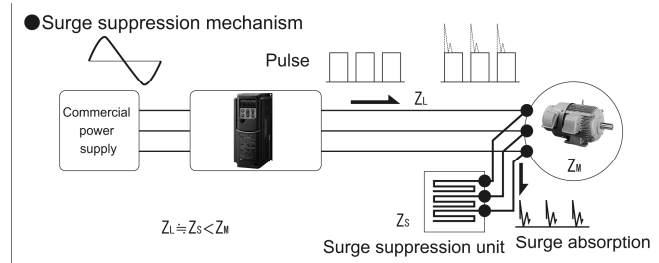 ●Surge suppression mechanism
Pulse
ZL
Commercial
power
supply
ZM
ZS
ZL≒ZS<ZM
Surge suppression unit
Surge absorption